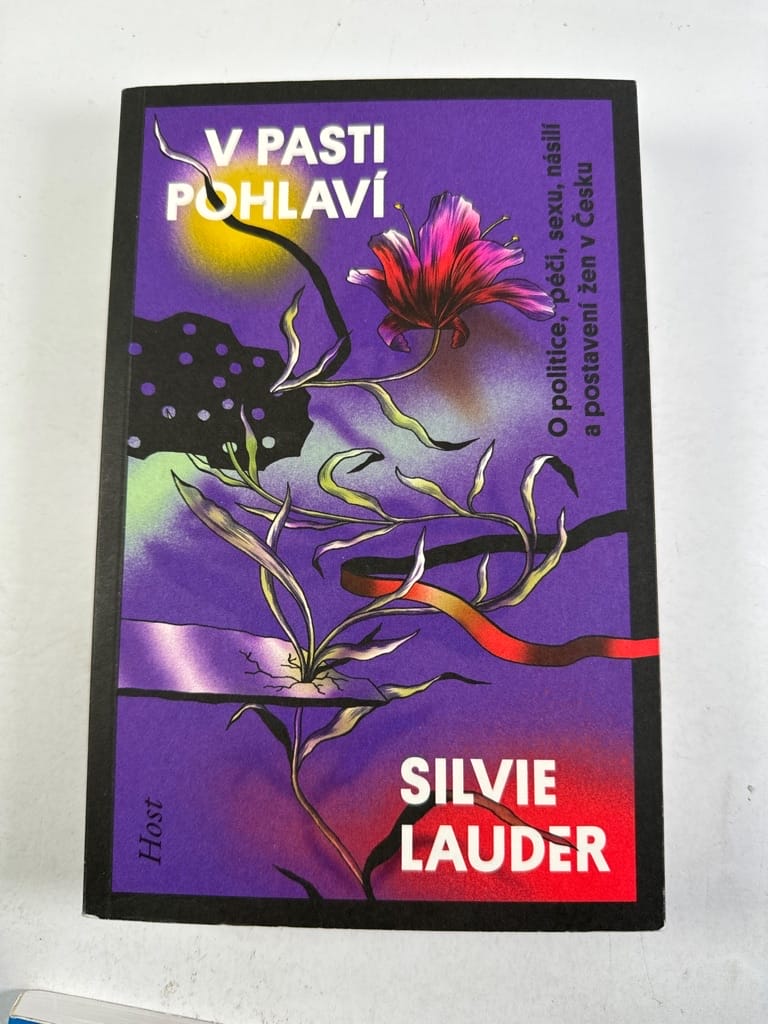 V PASTI
POHLAVÍ
O politice, péči, sexu, násilí
a postavení žen v Česku
SILVIE
LAUDER
Host